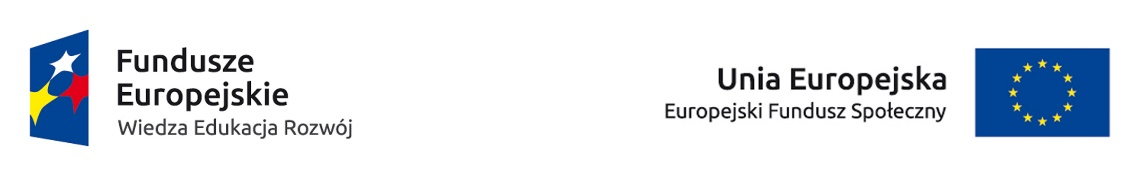 Fundusze
Europejskie
Wiedza Edukacja Rozwój
Unia Europejska
Europejski Fundusz Społeczny